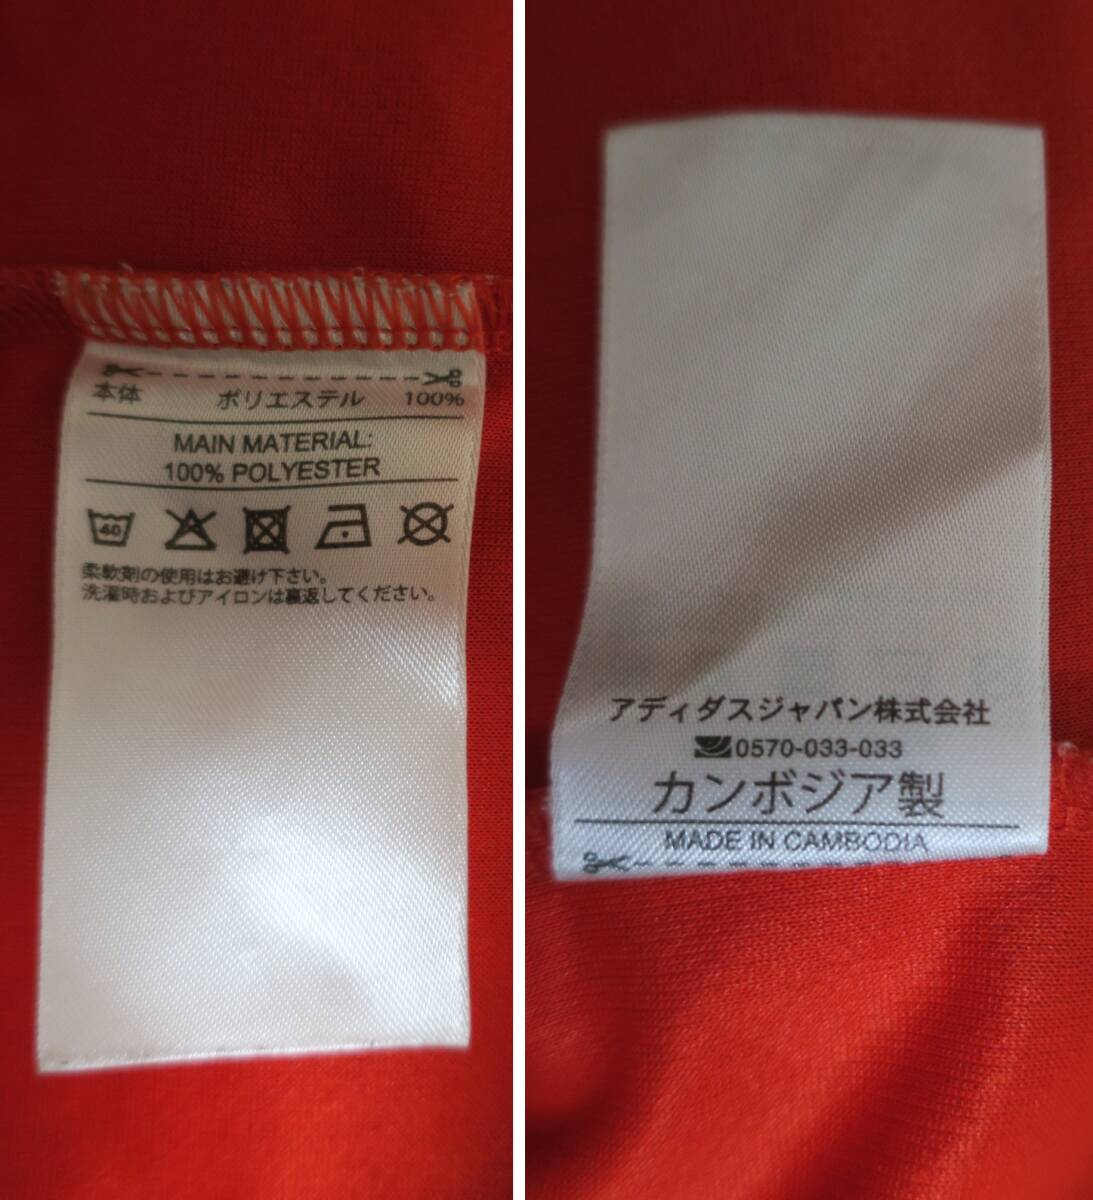 本体 ポリエステル 100%
MAIN MATERIAL:
100% POLYESTER
40
柔軟剤の使用はお避け下さい。
洗濯時およびアイロンは裏返してください。
アディダスジャパン株式会社
0570-033-033
カンボジア製
MADE IN CAMBODIA